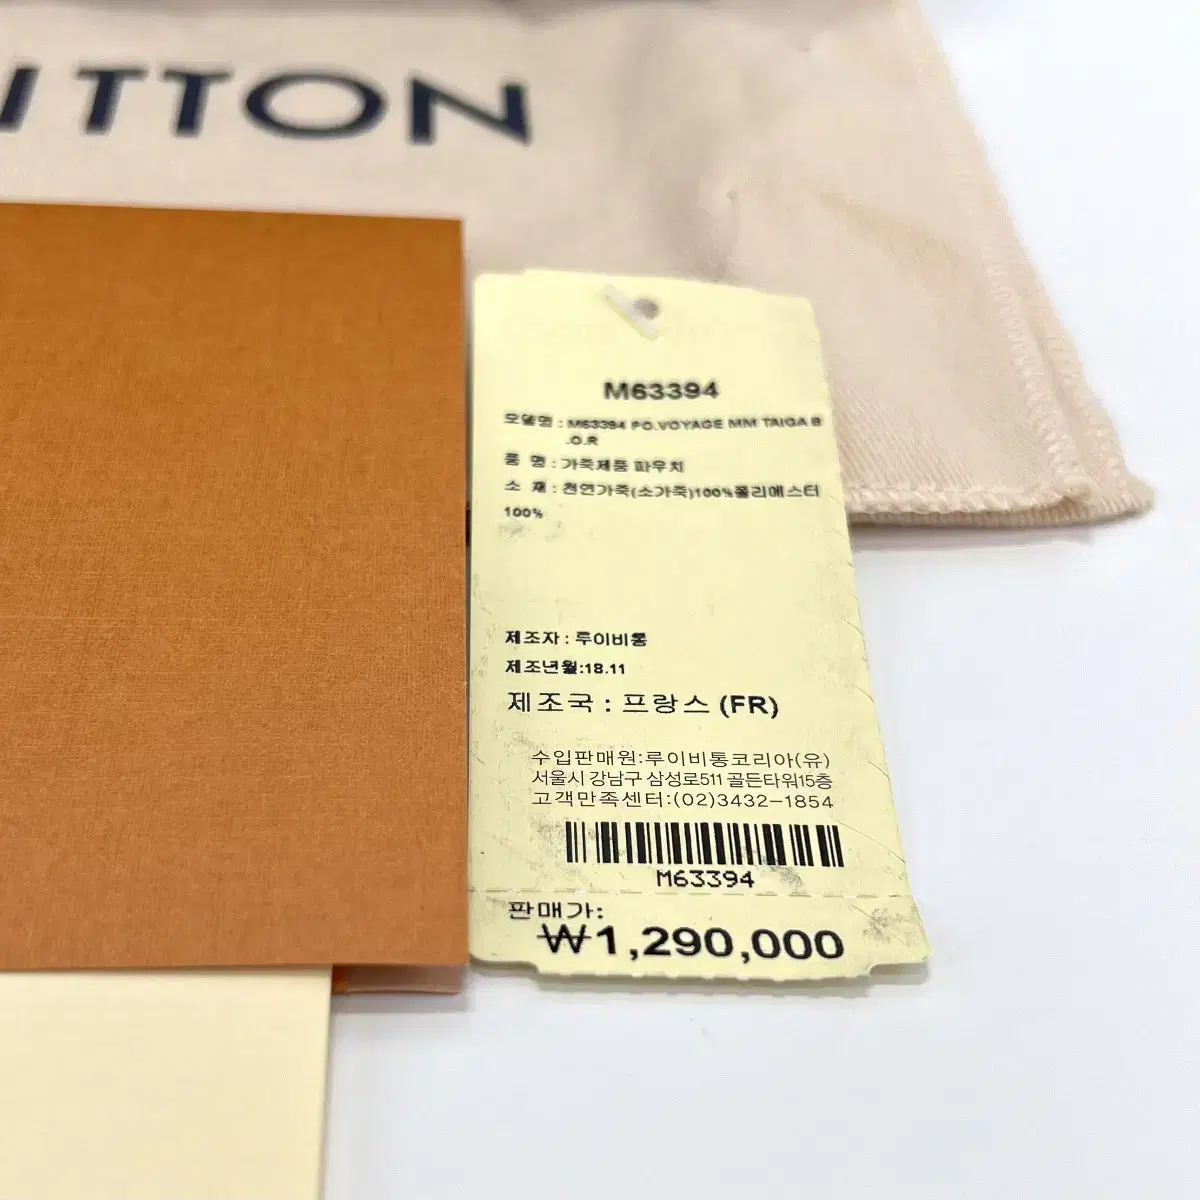 ITTON
M63394
모델명 : M63394 PO.VOYAGE MM TAIGA B
.O.R
품 명 : 가죽제품 파우치
소 재 : 천연가죽(소가죽)100%폴리에스터
100%
제조자 : 루이비통
제조년월:18.11
제조국 : 프랑스 (FR)
수입판매원:루이비통코리아(유)
서울시 강남구 삼성로511 골든타워15층
고객만족센터:(02)3432-1854
M63394
판매가:
₩1,290,000